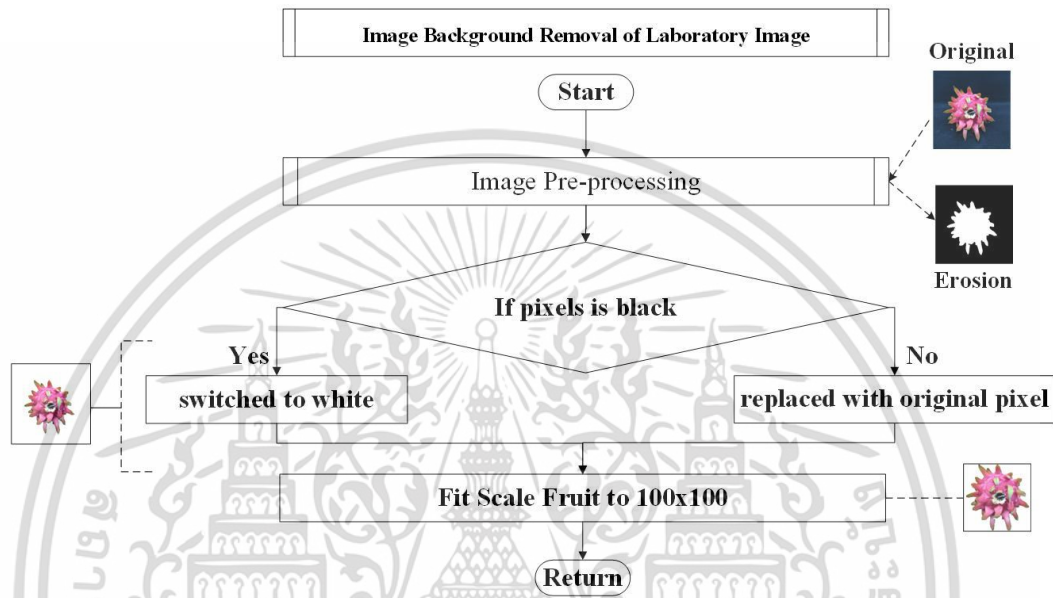 Image Background Removal of Laboratory Image
Original
Start
Image Pre-processing
Erosion
If pixels is black
Yes
No
switched to white
replaced with original pixel
Fit Scale Fruit to 100x100
Return